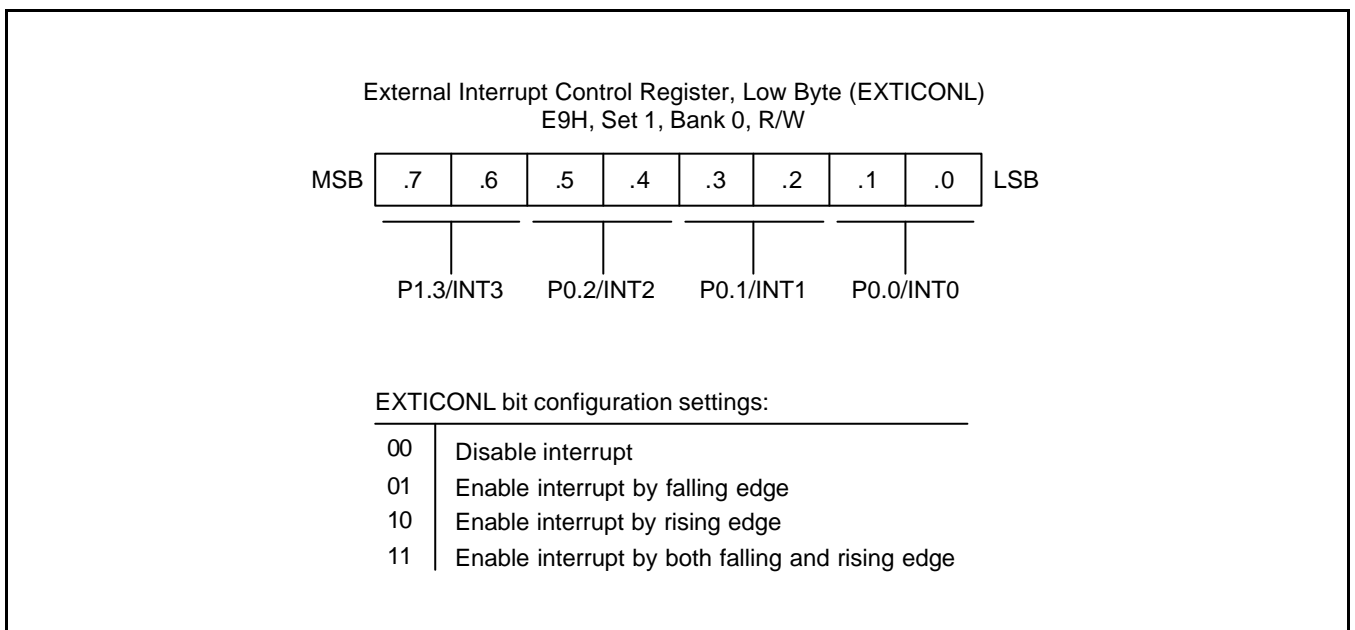 External Interrupt Control Register, Low Byte (EXTICONL)
E9H, Set 1, Bank 0, R/W
MSB .7 .6 .5 .4 .3 .2 .1 .0 LSB
P1.3/INT3 P0.2/INT2 P0.1/INT1 P0.0/INT0
EXTICONL bit configuration settings:
00 Disable interrupt
01 Enable interrupt by falling edge
10 Enable interrupt by rising edge
11 Enable interrupt by both falling and rising edge